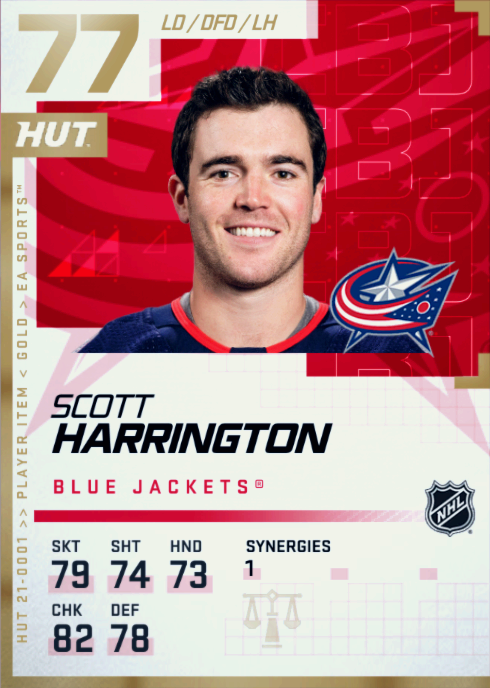 77
LD / DFD / LH
CBJ
HUT
HUT 21-0001 >> PLAYER ITEM < GOLD > EA SPORTS™
SCOTT
HARRINGTON
BLUE JACKETS®
NHL
SKT SHT HND SYNERGIES
79 74 73 1
CHK DEF
82 78